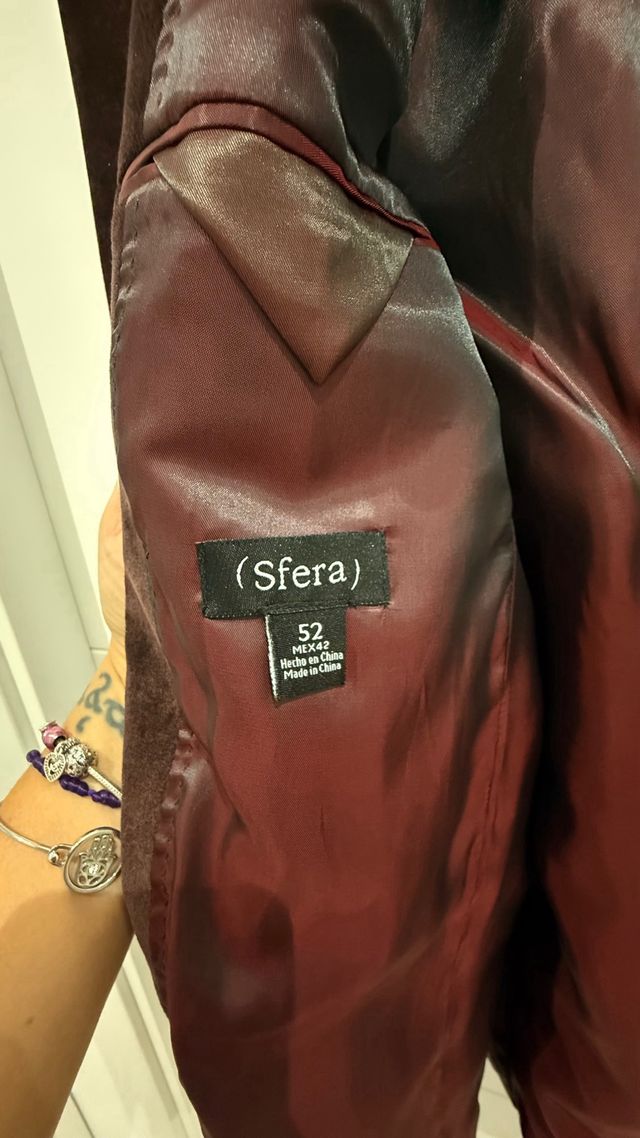 (Sfera)
52
MEX42
Hecho en China
Made in China